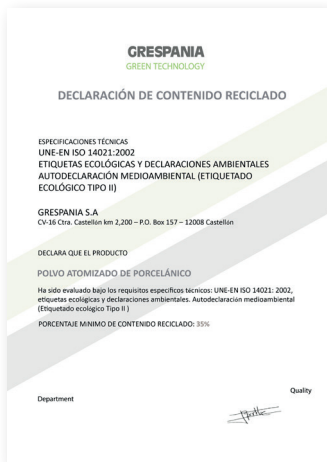 GRESPANIA
GREEN TECHNOLOGY
DECLARACIÓN DE CONTENIDO RECICLADO
ESPECIFICACIONES TÉCNICAS
UNE-EN ISO 14021:2002
ETIQUETAS ECOLÓGICAS Y DECLARACIONES AMBIENTALES
AUTODECLARACIÓN MEDIOAMBIENTAL (ETIQUETADO
ECOLÓGICO TIPO II)
GRESPANIA S.A
CV-16 Ctra. Castellón km 2,200 – P.O. Box 157 – 12008 Castellón
DECLARA QUE EL PRODUCTO
POLVO ATOMIZADO DE PORCELÁNICO
Ha sido evaluado bajo los requisitos específicos técnicos: UNE-EN ISO 14021: 2002,
etiquetas ecológicas y declaraciones ambientales. Autodeclaración medioambiental
(Etiquetado ecológico Tipo II )
PORCENTAJE MINIMO DE CONTENIDO RECICLADO: 35%
Quality
Department